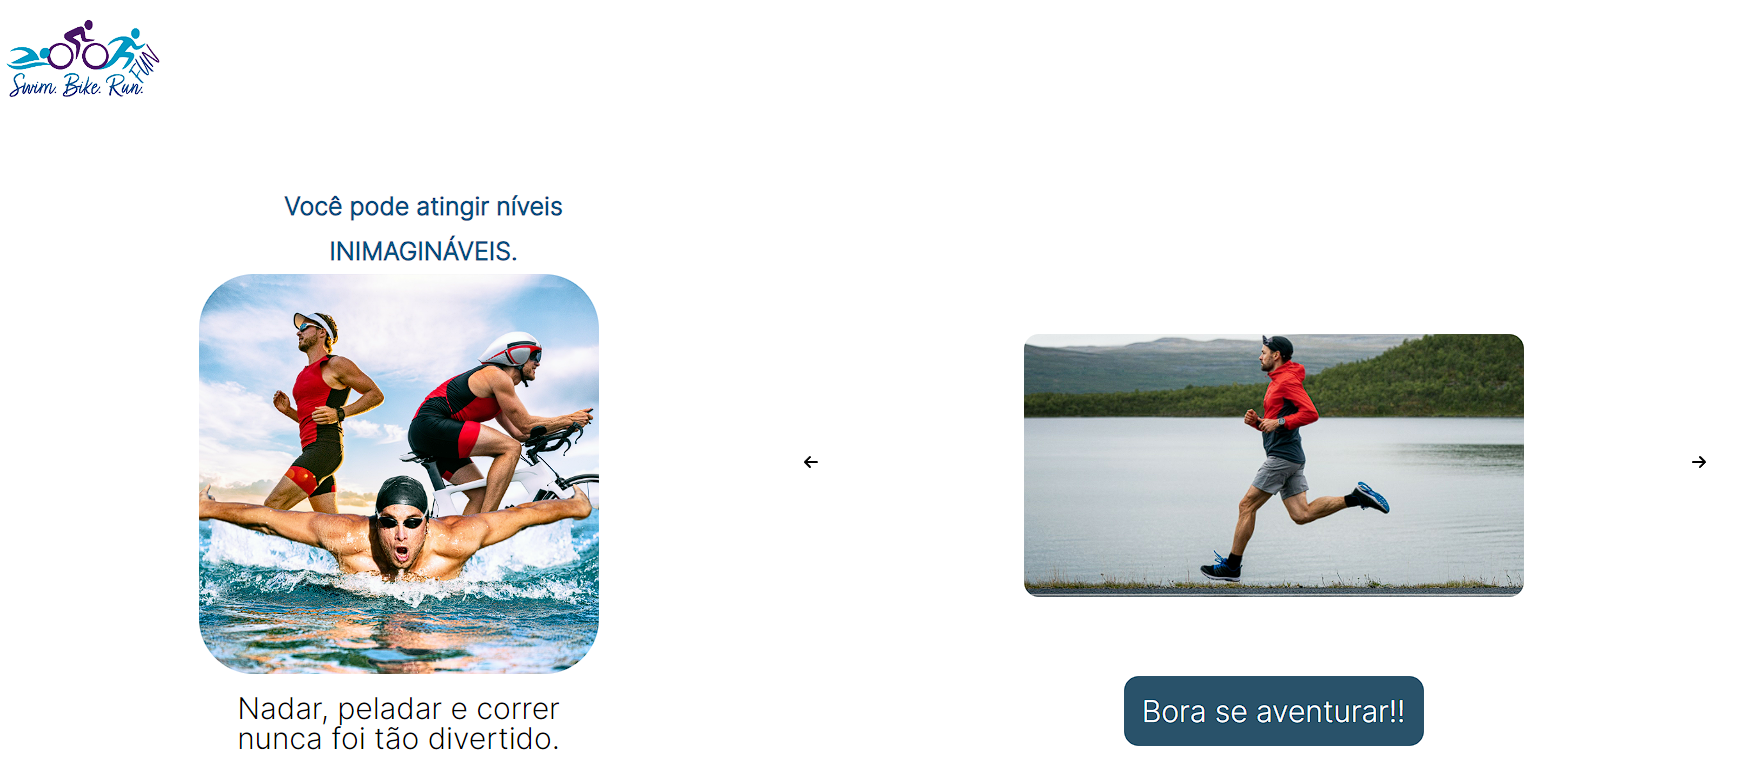 Swim. Bike. Run. FUN
Você pode atingir níveis
INIMAGINÁVEIS.
Nadar, peladar e correr
nunca foi tão divertido.
Bora se aventurar!!